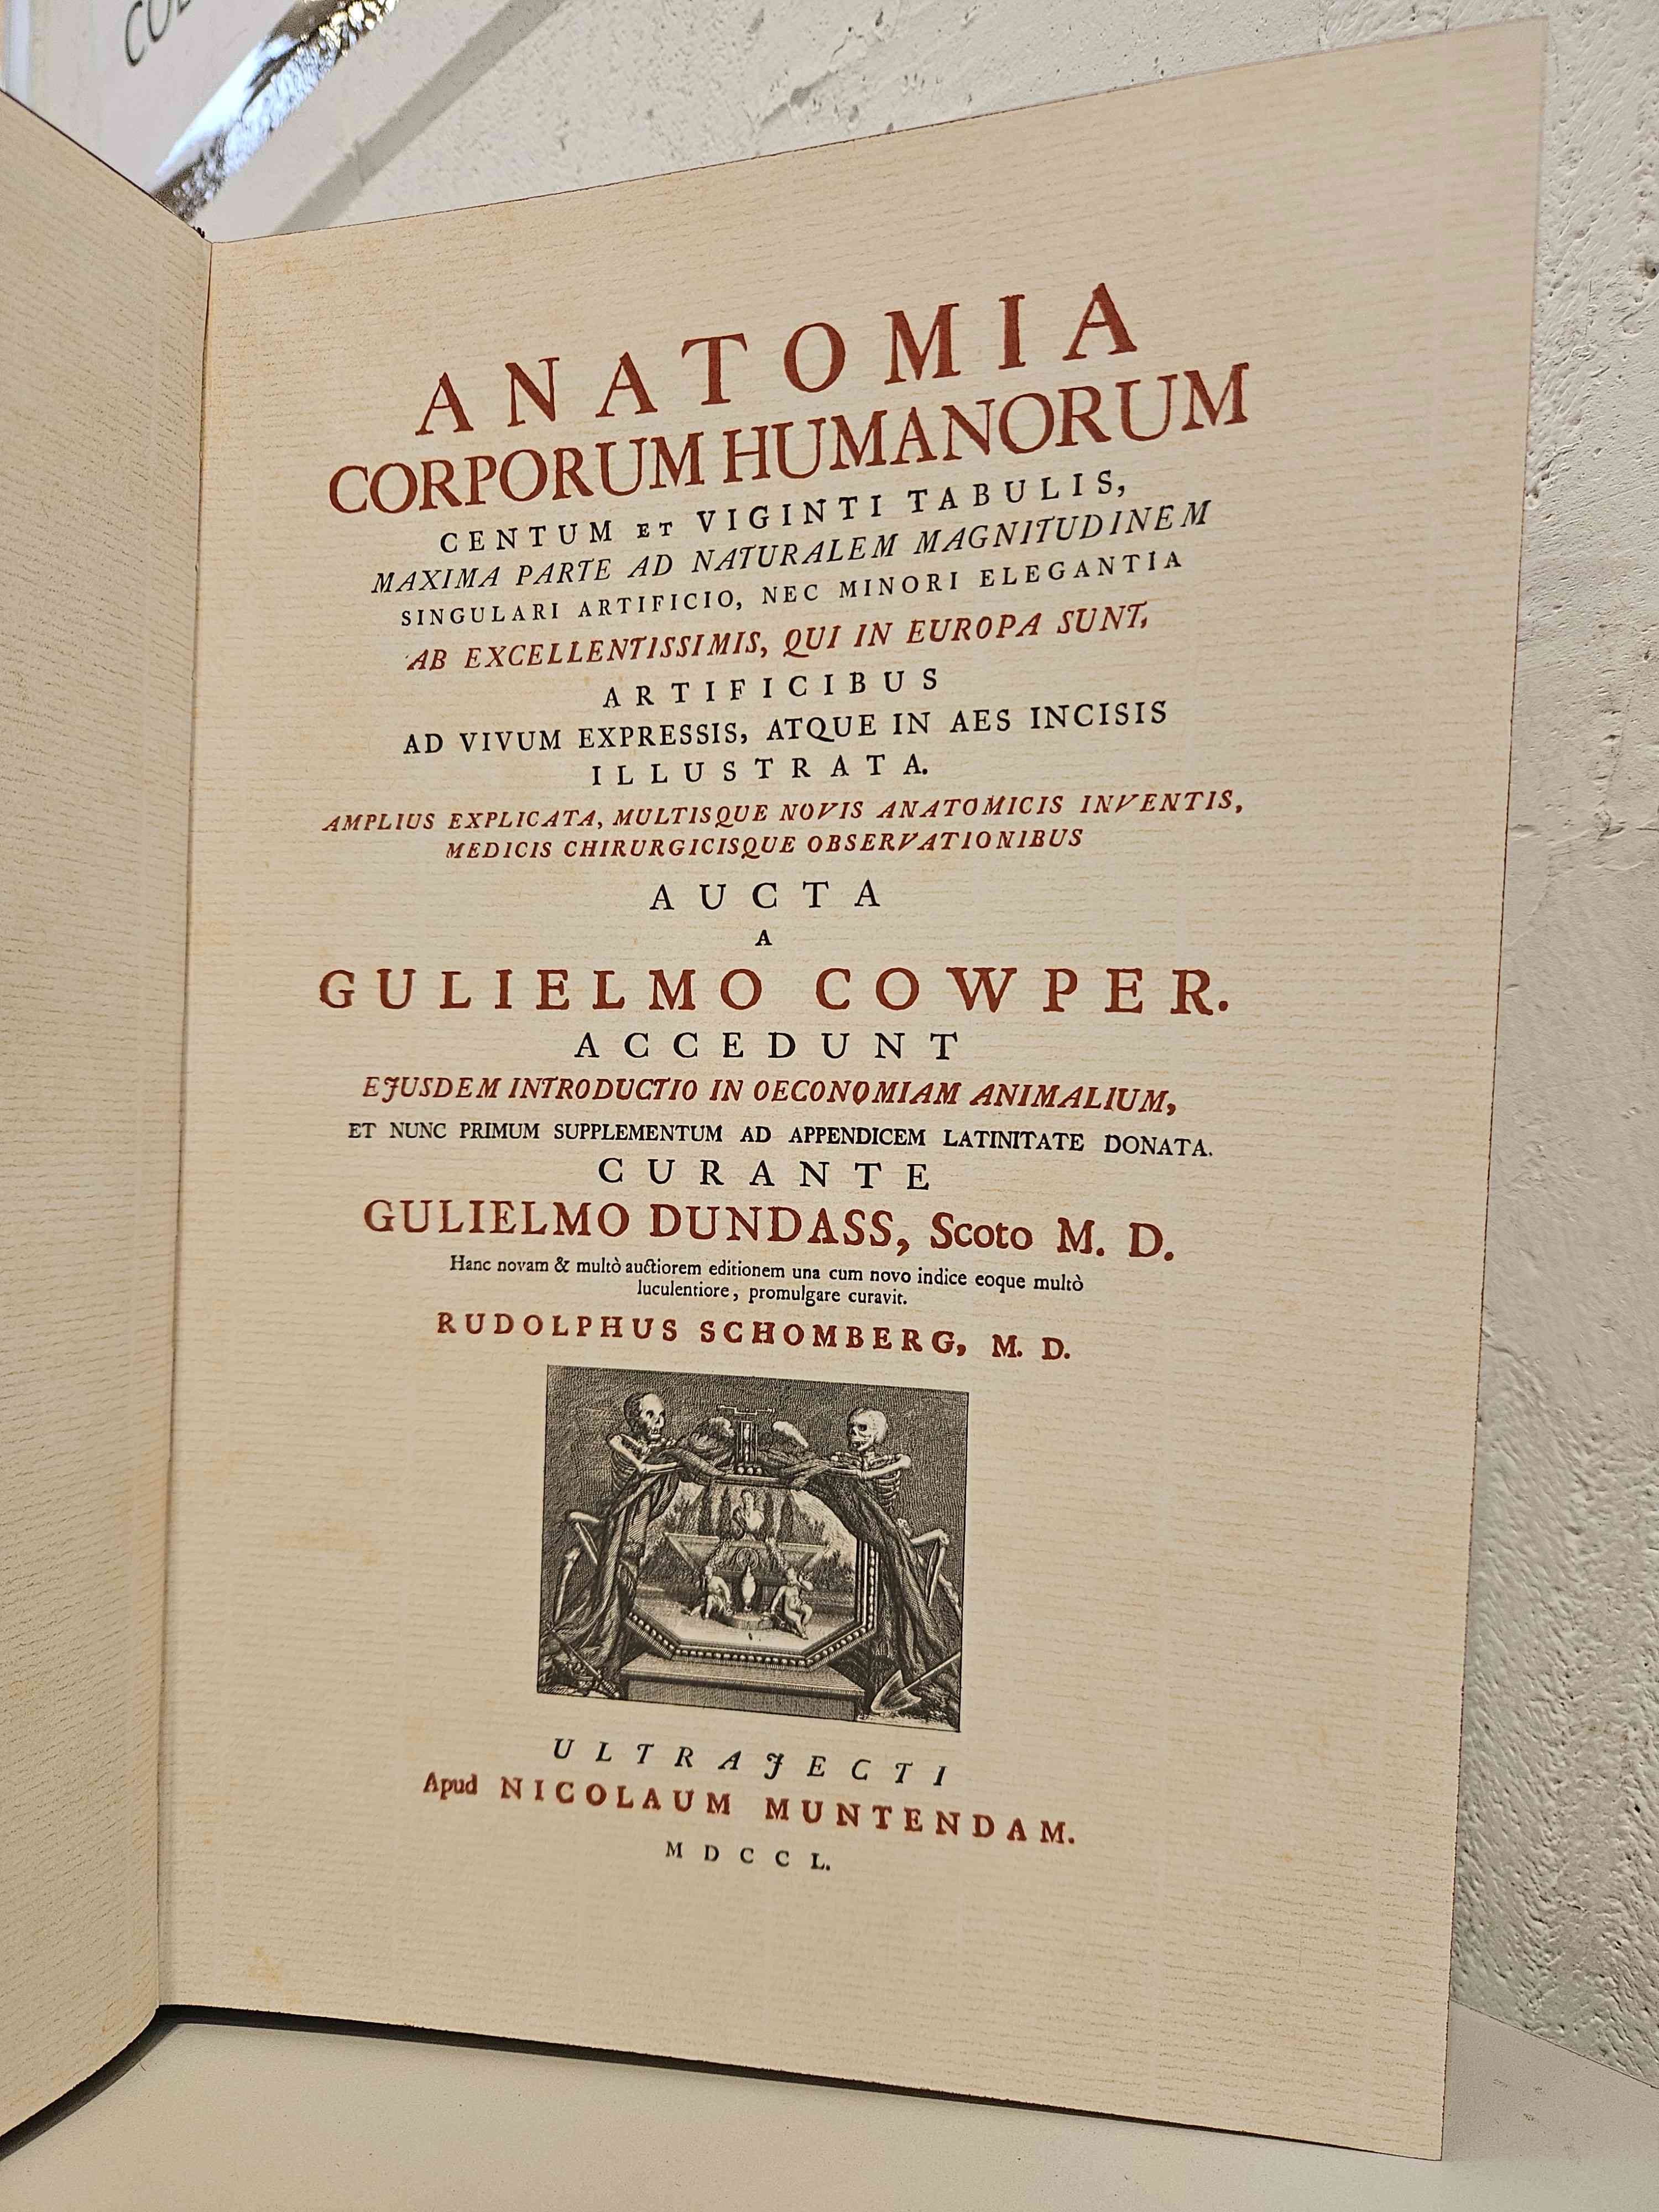 ANATOMIA
CORPORUM HUMANORUM
CENTUM ET VIGINTI TABULIS,
MAXIMA PARTE AD NATURALEM MAGNITUDINEM
SINGULARI ARTIFICIO, NEC MINORI ELEGANTIA
AB EXCELLENTISSIMIS, QUI IN EUROPA SUNT,
ARTIFICIBUS
AD VIVUM EXPRESSIS, ATQUE IN AES INCISIS
ILLUSTRATA.
AMPLIUS EXPLICATA, MULTISQUE NOVIS ANATOMICIS INVENTIS,
MEDICIS CHIRURGICISQUE OBSERVATIONIBUS
AUCTA
A
GULIELMO COWPER.
ACCEDUNT
EJUSDEM INTRODUCTIO IN OECONOMIAM ANIMALIUM,
ET NUNC PRIMUM SUPPLEMENTUM AD APPENDICEM LATINITATE DONATA.
CURANTE
GULIELMO DUNDASS, Scoto M. D.
Hanc novam & multò auctiorem editionem una cum novo indice eoque multò
luculentiore, promulgare curavit.
RUDOLPHUS SCHOMBERG, M. D.
ULTRAJECTI
Apud NICOLAUM MUNTENDAM.
MDCCL.